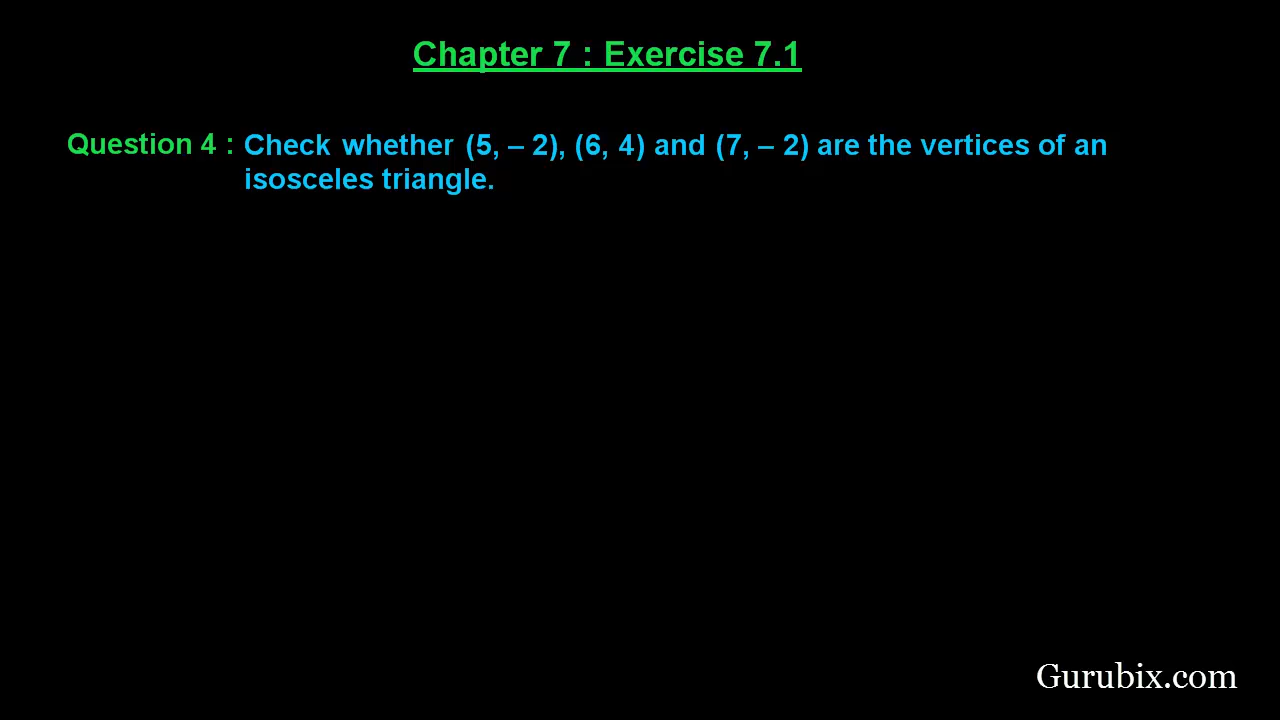 Chapter 7 : Exercise 7.1
Question 4 : Check whether (5, – 2), (6, 4) and (7, – 2) are the vertices of an
isosceles triangle.
Gurubix.com